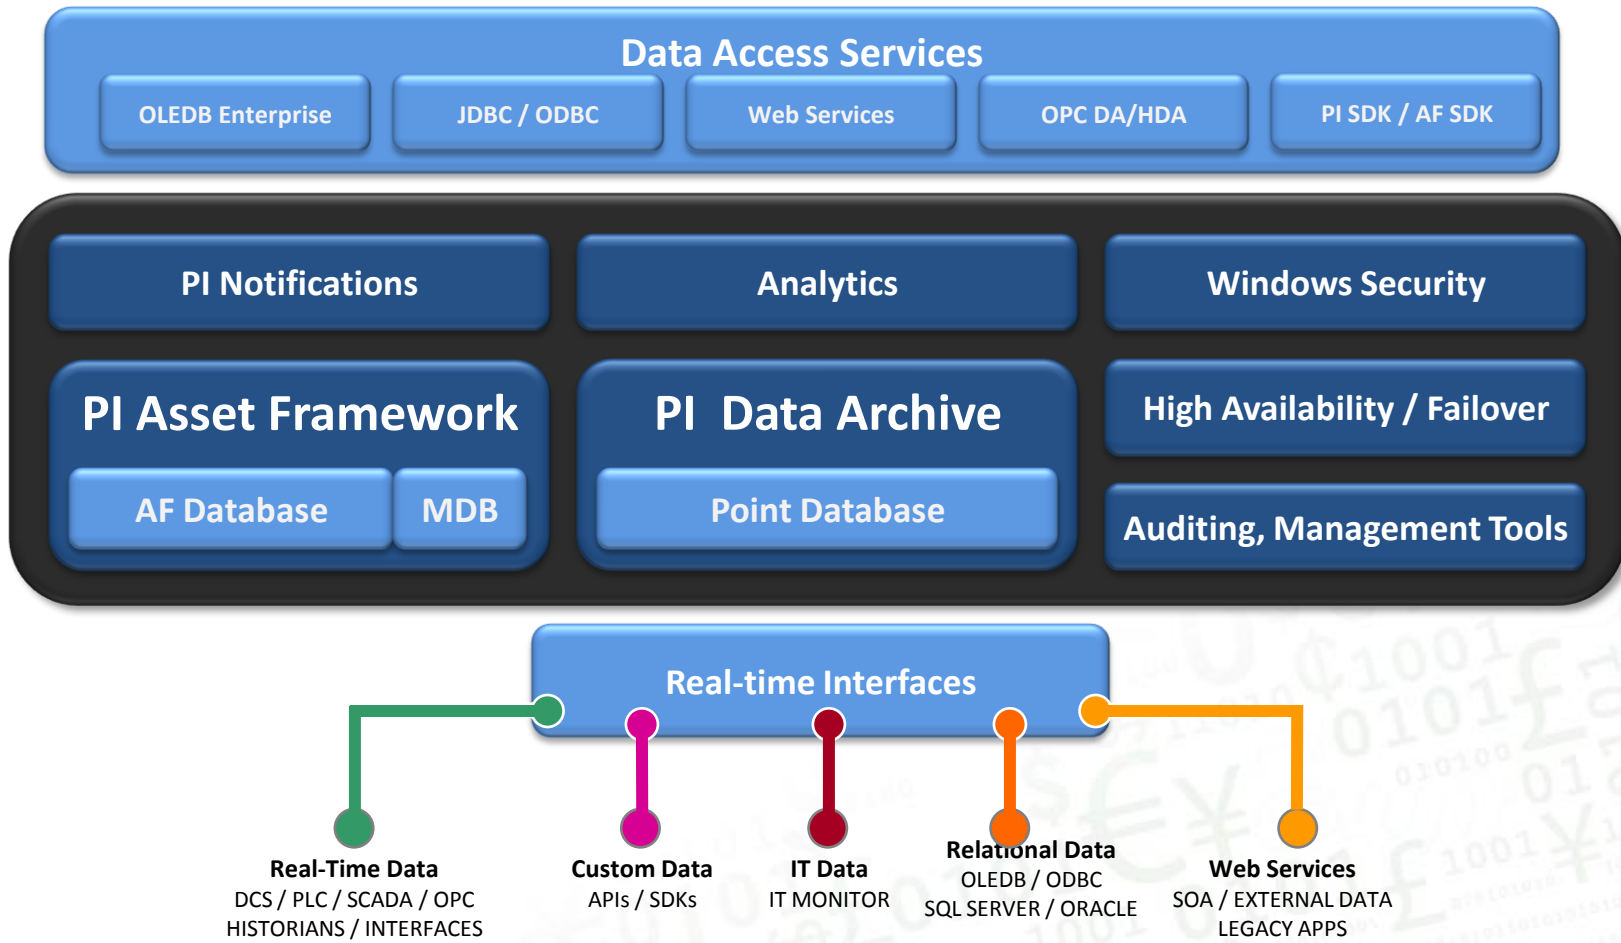 Data Access Services
OLEDB Enterprise
JDBC / ODBC
Web Services
OPC DA/HDA
PI SDK / AF SDK
PI Notifications
Analytics
Windows Security
PI Asset Framework
PI Data Archive
High Availability / Failover
AF Database
MDB
Point Database
Auditing, Management Tools
Real-time Interfaces
Real-Time Data
DCS / PLC / SCADA / OPC
HISTORIANS / INTERFACES
Custom Data
APIs / SDKs
IT Data
IT MONITOR
Relational Data
OLEDB / ODBC
SQL SERVER / ORACLE
Web Services
SOA / EXTERNAL DATA
LEGACY APPS